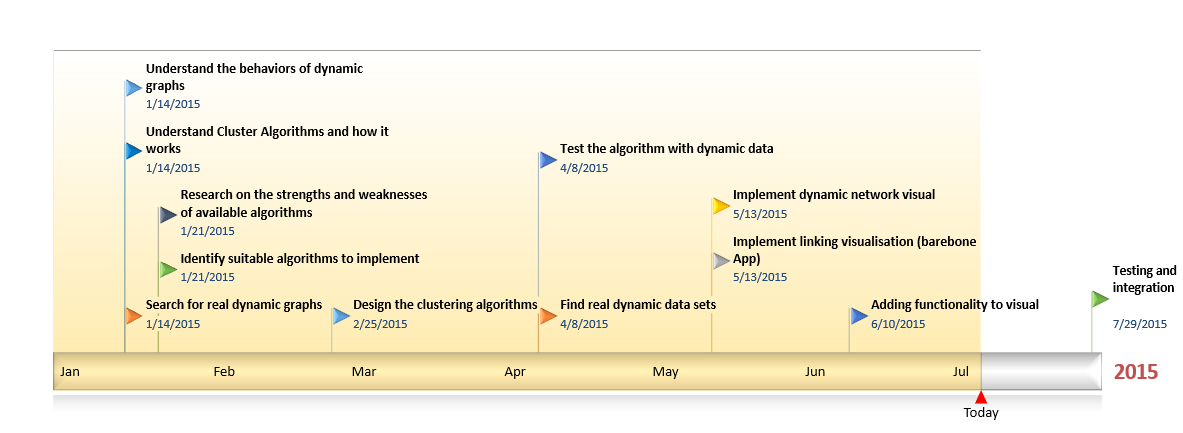 Understand the behaviors of dynamic
graphs
1/14/2015
Understand Cluster Algorithms and how it
works
1/14/2015
Test the algorithm with dynamic data
4/8/2015
Research on the strengths and weaknesses
of available algorithms
1/21/2015
Implement dynamic network visual
5/13/2015
Identify suitable algorithms to implement
1/21/2015
Implement linking visualisation (barebone
App)
5/13/2015
Testing and
integration
7/29/2015
Search for real dynamic graphs
1/14/2015
Design the clustering algorithms
2/25/2015
Find real dynamic data sets
4/8/2015
Adding functionality to visual
6/10/2015
Jan Feb Mar Apr May Jun Jul 2015
Today